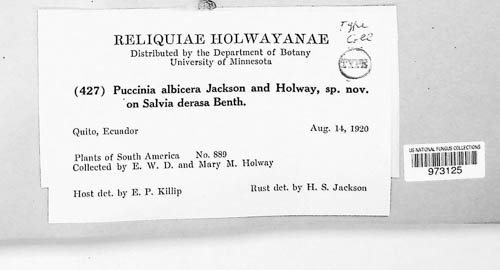 Type
Coll
RELIQUIAE HOLWAYANAE
Distributed by the Department of Botany
University of Minnesota
TYPE
(427) Puccinia albicera Jackson and Holway, sp. nov.
on Salvia derasa Benth.
Quito, Ecuador Aug. 14, 1920
Plants of South America No. 889
Collected by E. W. D. and Mary M. Holway
Host det. by E. P. Killip Rust det. by H. S. Jackson
US NATIONAL FUNGUS COLLECTIONS
973125